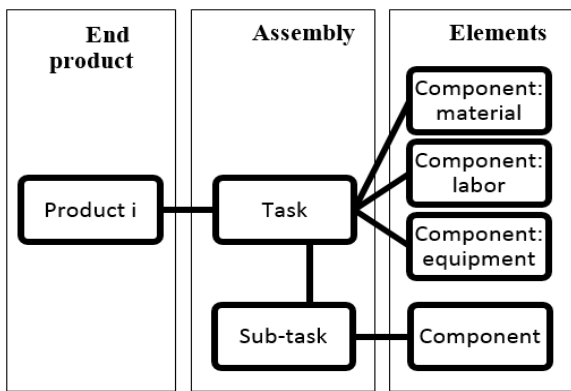 End
product
Assembly
Elements
Component:
material
Component:
labor
Product i
Task
Component:
equipment
Sub-task
Component